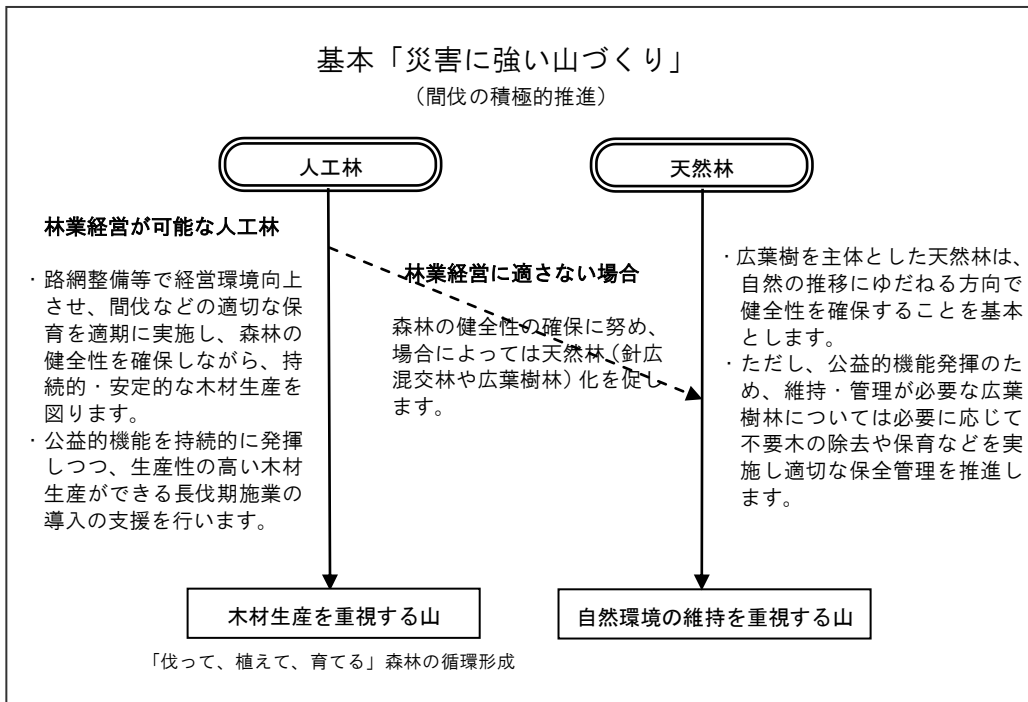 基本「災害に強い山づくり」
（間伐の積極的推進）
人工林
天然林
林業経営が可能な人工林
・路網整備等で経営環境向上
させ、間伐などの適切な保
育を適期に実施し、森林の
健全性を確保しながら、持
続的・安定的な木材生産を
図ります。
・公益的機能を持続的に発揮
しつつ、生産性の高い木材
生産ができる長伐期施業の
導入の支援を行います。
林業経営に適さない場合
森林の健全性の確保に努め、
場合によっては天然林（針広
混交林や広葉樹林）化を促し
ます。
・広葉樹を主体とした天然林は、
自然の推移にゆだねる方向で
健全性を確保することを基本
とします。
・ただし、公益的機能発揮のた
め、維持・管理が必要な広葉
樹林については必要に応じて
不要木の除去や保育などを実
施し適切な保全管理を推進し
ます。
木材生産を重視する山
自然環境の維持を重視する山
「伐って、植えて、育てる」森林の循環形成